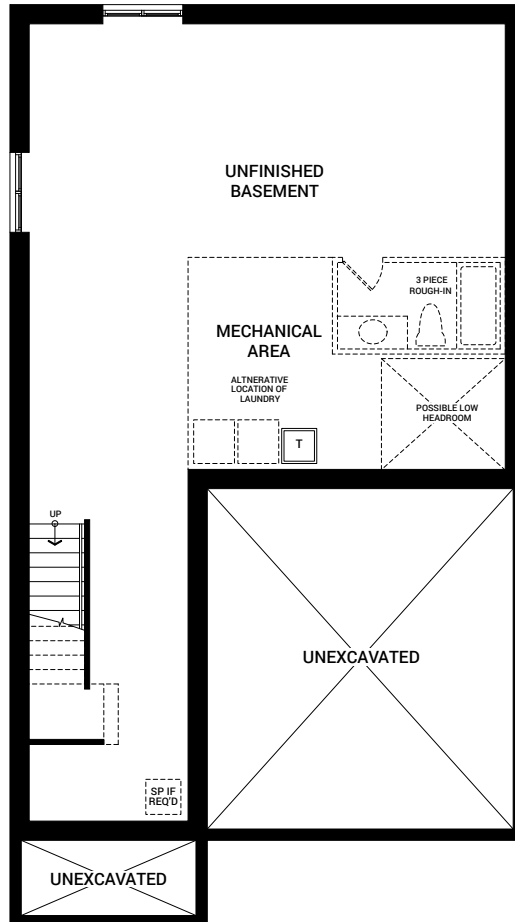 UNFINISHED
BASEMENT
3 PIECE
ROUGH-IN
MECHANICAL
AREA
ALTNERATIVE
LOCATION OF
LAUNDRY
POSSIBLE LOW
HEADROOM
T
UP
UNEXCAVATED
SP IF
REQ'D
UNEXCAVATED